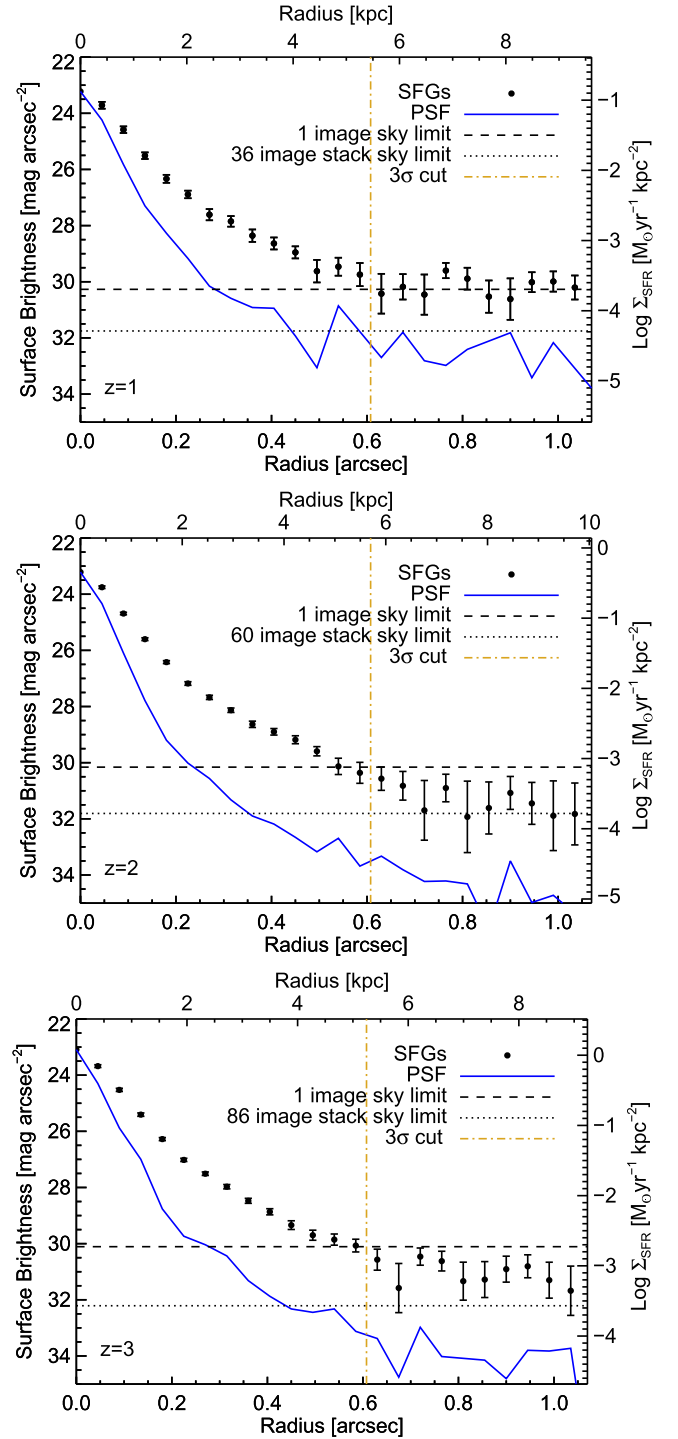 Radius [kpc]
0 2 4 6 8
22
24
26
28
30
32
34
Surface Brightness [mag arcsec−2]
SFGs
PSF
1 image sky limit
36 image stack sky limit
3σ cut
−1
−2
−3
−4
−5
Log ΣSFR [M⊙yr−1 kpc−2]
z=1
0.0 0.2 0.4 0.6 0.8 1.0
Radius [arcsec]
Radius [kpc]
0 2 4 6 8 10
22
24
26
28
30
32
34
Surface Brightness [mag arcsec−2]
SFGs
PSF
1 image sky limit
60 image stack sky limit
3σ cut
0
−1
−2
−3
−4
−5
Log ΣSFR [M⊙yr−1 kpc−2]
z=2
0.0 0.2 0.4 0.6 0.8 1.0
Radius [arcsec]
Radius [kpc]
0 2 4 6 8
22
24
26
28
30
32
34
Surface Brightness [mag arcsec−2]
SFGs
PSF
1 image sky limit
86 image stack sky limit
3σ cut
0
−1
−2
−3
−4
Log ΣSFR [M⊙yr−1 kpc−2]
z=3
0.0 0.2 0.4 0.6 0.8 1.0
Radius [arcsec]